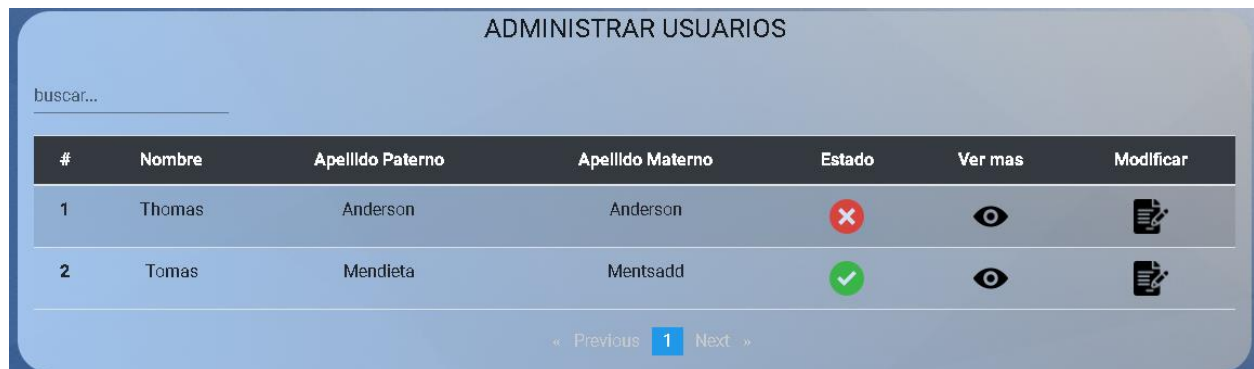 ADMINISTRAR USUARIOS
buscar...
# Nombre Apellido Paterno Apellido Materno Estado Ver mas Modificar
1 Thomas Anderson Anderson
2 Tomas Mendieta Mentsadd
« Previous 1 Next »